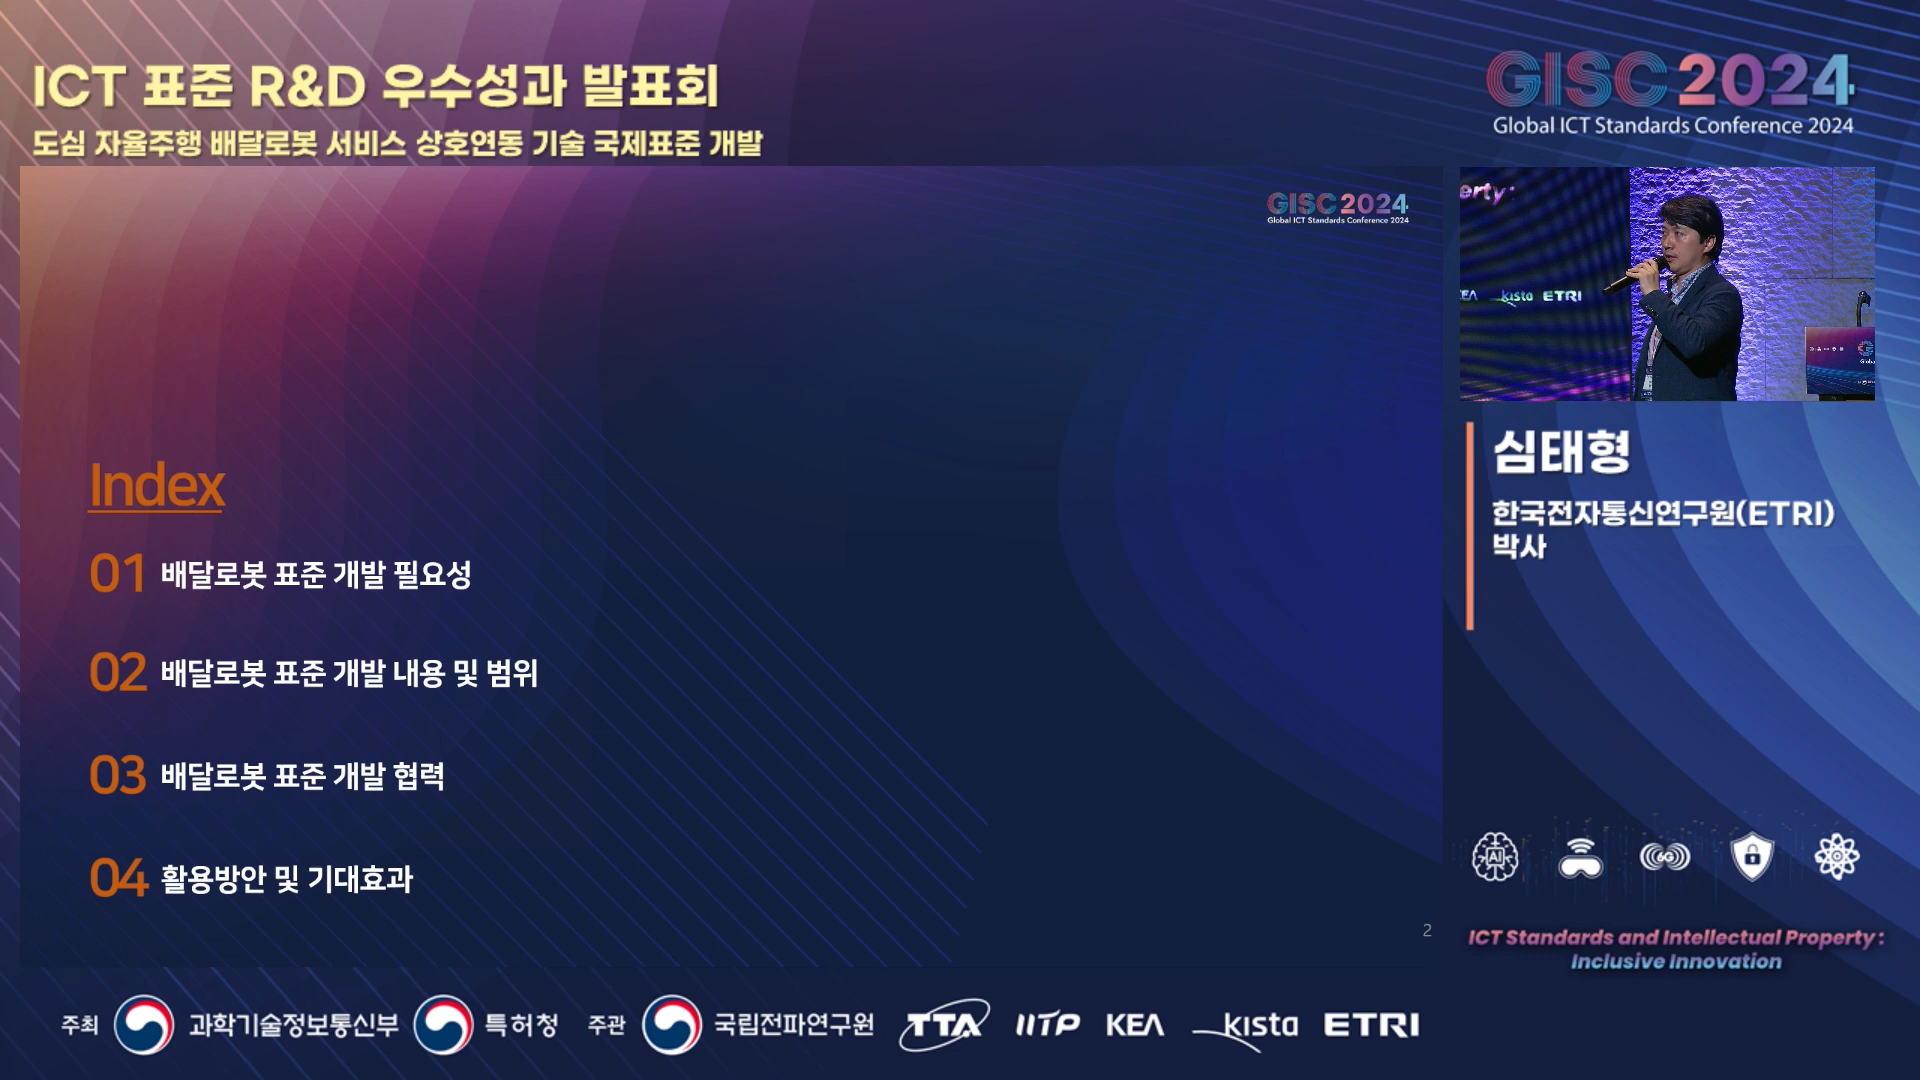 ICT 표준 R&D 우수성과 발표회
도심 자율주행 배달로봇 서비스 상호연동 기술 국제표준 개발
GISC 2024
Global ICT Standards Conference 2024
GISC 2024
Global ICT Standards Conference 2024
Index
01 배달로봇 표준 개발 필요성
02 배달로봇 표준 개발 내용 및 범위
03 배달로봇 표준 개발 협력
04 활용방안 및 기대효과
2
erty:
KEA kista ETRI
심태형
한국전자통신연구원(ETRI)
박사
AI
6G
ICT Standards and Intellectual Property:
Inclusive Innovation
주최 과학기술정보통신부 특허청 주관 국립전파연구원 TTA IITP KEA kista ETRI